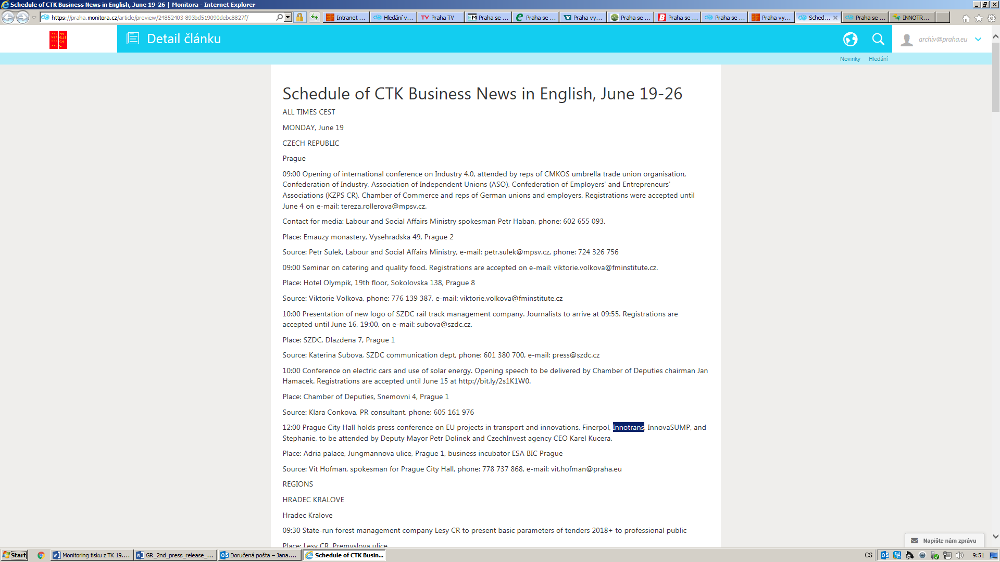 Schedule of CTK Business News in English, June 19-26 | Monitora - Internet Explorer
https://praha.monitora.cz/article/preview/24852403-893bd519090debc8827f/
Intranet ... Hledání v... TV Praha TV Praha se ... Praha se ... Praha vy... Praha se ... Praha se ... Praha se ... Praha vy... Sched... Praha se ... INNOTR...
Detail článku
archiv@praha.eu
Novinky Hledání
Schedule of CTK Business News in English, June 19-26
ALL TIMES CEST
MONDAY, June 19
CZECH REPUBLIC
Prague
09:00 Opening of international conference on Industry 4.0, attended by reps of CMKOS umbrella trade union organisation,
Confederation of Industry, Association of Independent Unions (ASO), Confederation of Employers' and Entrepreneurs'
Associations (KZPS CR), Chamber of Commerce and reps of German unions and employers. Registrations were accepted until
June 4 on e-mail: tereza.rollerova@mpsv.cz.
Contact for media: Labour and Social Affairs Ministry spokesman Petr Haban, phone: 602 655 093.
Place: Emauzy monastery, Vysehradska 49, Prague 2
Source: Petr Sulek, Labour and Social Affairs Ministry, e-mail: petr.sulek@mpsv.cz, phone: 724 326 756
09:00 Seminar on catering and quality food. Registrations are accepted on e-mail: viktorie.volkova@fminstitute.cz.
Place: Hotel Olympik, 19th floor, Sokolovska 138, Prague 8
Source: Viktorie Volkova, phone: 776 139 387, e-mail: viktorie.volkova@fminstitute.cz
10:00 Presentation of new logo of SZDC rail track management company. Journalists to arrive at 09:55. Registrations are
accepted until June 16, 19:00, on e-mail: subova@szdc.cz.
Place: SZDC, Dlazdena 7, Prague 1
Source: Katerina Subova, SZDC communication dept, phone: 601 380 700, e-mail: press@szdc.cz
10:00 Conference on electric cars and use of solar energy. Opening speech to be delivered by Chamber of Deputies chairman Jan
Hamacek. Registrations are accepted until June 15 at http://bit.ly/2s1K1W0.
Place: Chamber of Deputies, Snemovni 4, Prague 1
Source: Klara Conkova, PR consultant, phone: 605 161 976
12:00 Prague City Hall holds press conference on EU projects in transport and innovations, Finerpol, Innotrans, InnovaSUMP, and
Stephanie, to be attended by Deputy Mayor Petr Dolinek and CzechInvest agency CEO Karel Kucera.
Place: Adria palace, Jungmannova ulice, Prague 1, business incubator ESA BIC Prague
Source: Vit Hofman, spokesman for Prague City Hall, phone: 778 737 868, e-mail: vit.hofman@praha.eu
REGIONS
HRADEC KRALOVE
Hradec Kralove
09:30 State-run forest management company Lesy CR to present basic parameters of tenders 2018+ to professional public
Place: Lesy CR, Premyslova ulice
Napište nám zprávu
Start Monitoring tisku z TK 19.... GR_2nd_press_release_... Doručená pošta – Jana.... Schedule of CTK Busin... CS 9:51